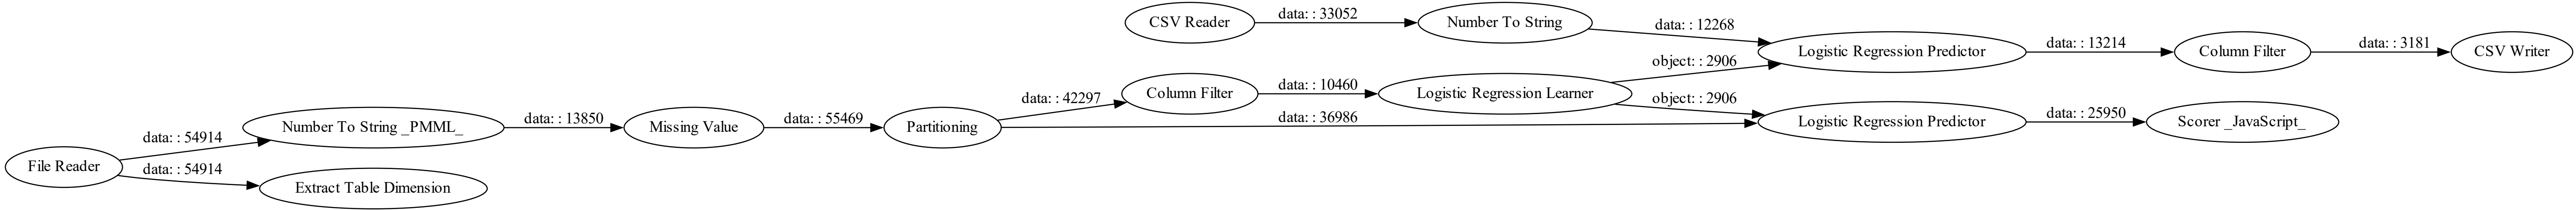 CSV Reader
data: : 33052
Number To String
data: : 12268
Logistic Regression Predictor
data: : 13214
Column Filter
data: : 3181
CSV Writer
object: : 2906
Column Filter
data: : 10460
Logistic Regression Learner
data: : 42297
object: : 2906
File Reader
data: : 54914
Number To String _PMML_
data: : 13850
Missing Value
data: : 55469
Partitioning
data: : 36986
Logistic Regression Predictor
data: : 25950
Scorer _JavaScript_
data: : 54914
Extract Table Dimension